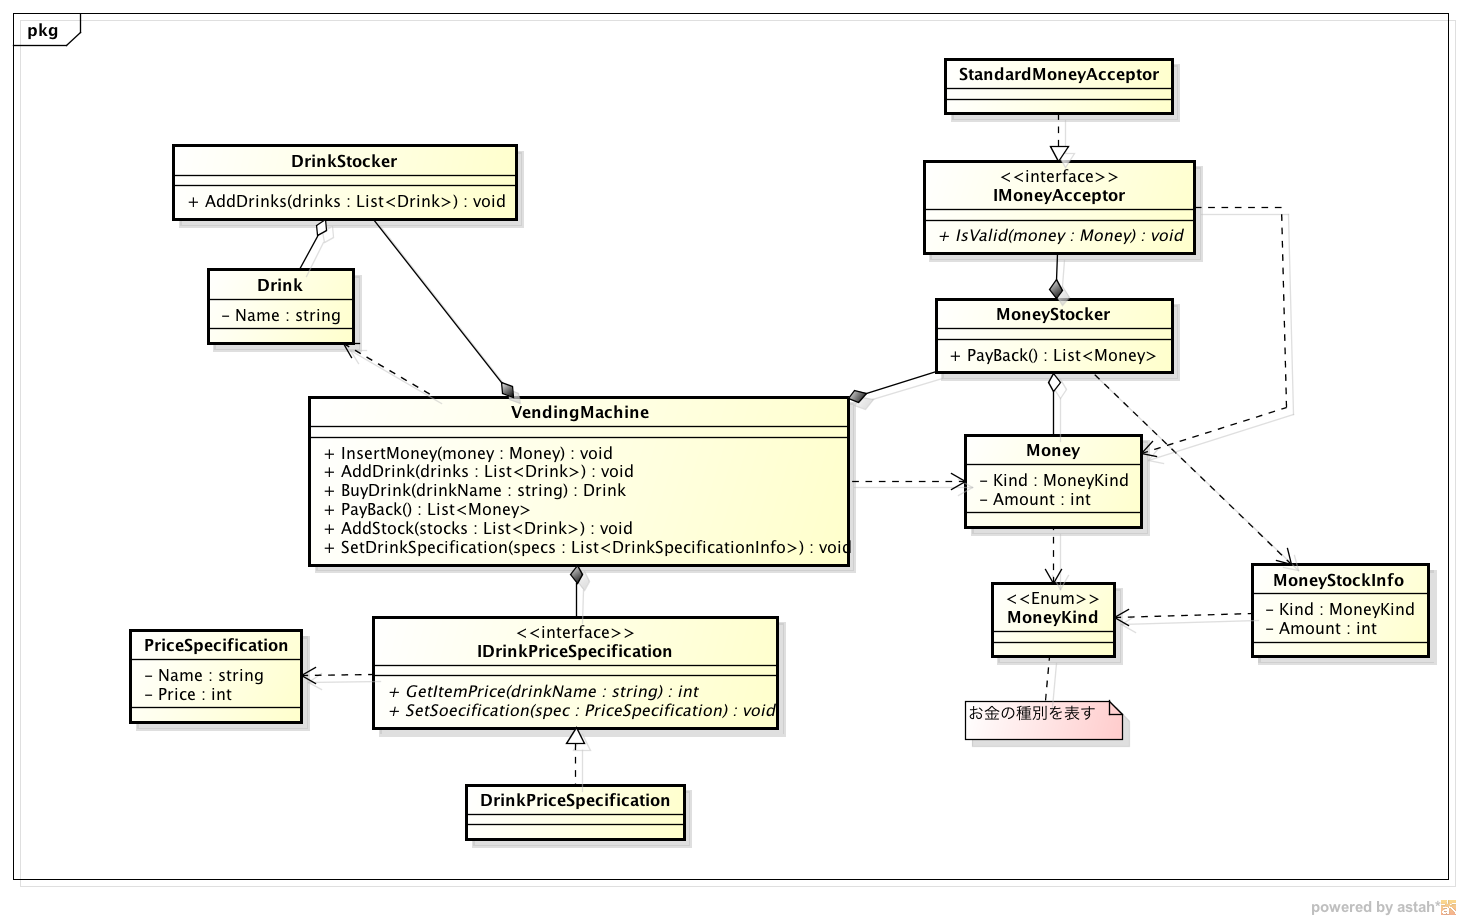 pkg
StandardMoneyAcceptor
DrinkStocker
+ AddDrinks(drinks : List<Drink>) : void
<<interface>>
IMoneyAcceptor
+ IsValid(money : Money) : void
Drink
- Name : string
MoneyStocker
+ PayBack() : List<Money>
VendingMachine
+ InsertMoney(money : Money) : void
+ AddDrink(drinks : List<Drink>) : void
+ BuyDrink(drinkName : string) : Drink
+ PayBack() : List<Money>
+ AddStock(stocks : List<Drink>) : void
+ SetDrinkSpecification(specs : List<DrinkSpecificationInfo>) : void
Money
- Kind : MoneyKind
- Amount : int
MoneyStockInfo
- Kind : MoneyKind
- Amount : int
<<Enum>>
MoneyKind
PriceSpecification
- Name : string
- Price : int
<<interface>>
IDrinkPriceSpecification
+ GetItemPrice(drinkName : string) : int
+ SetSoecification(spec : PriceSpecification) : void
お金の種別を表す
DrinkPriceSpecification
powered by astah*